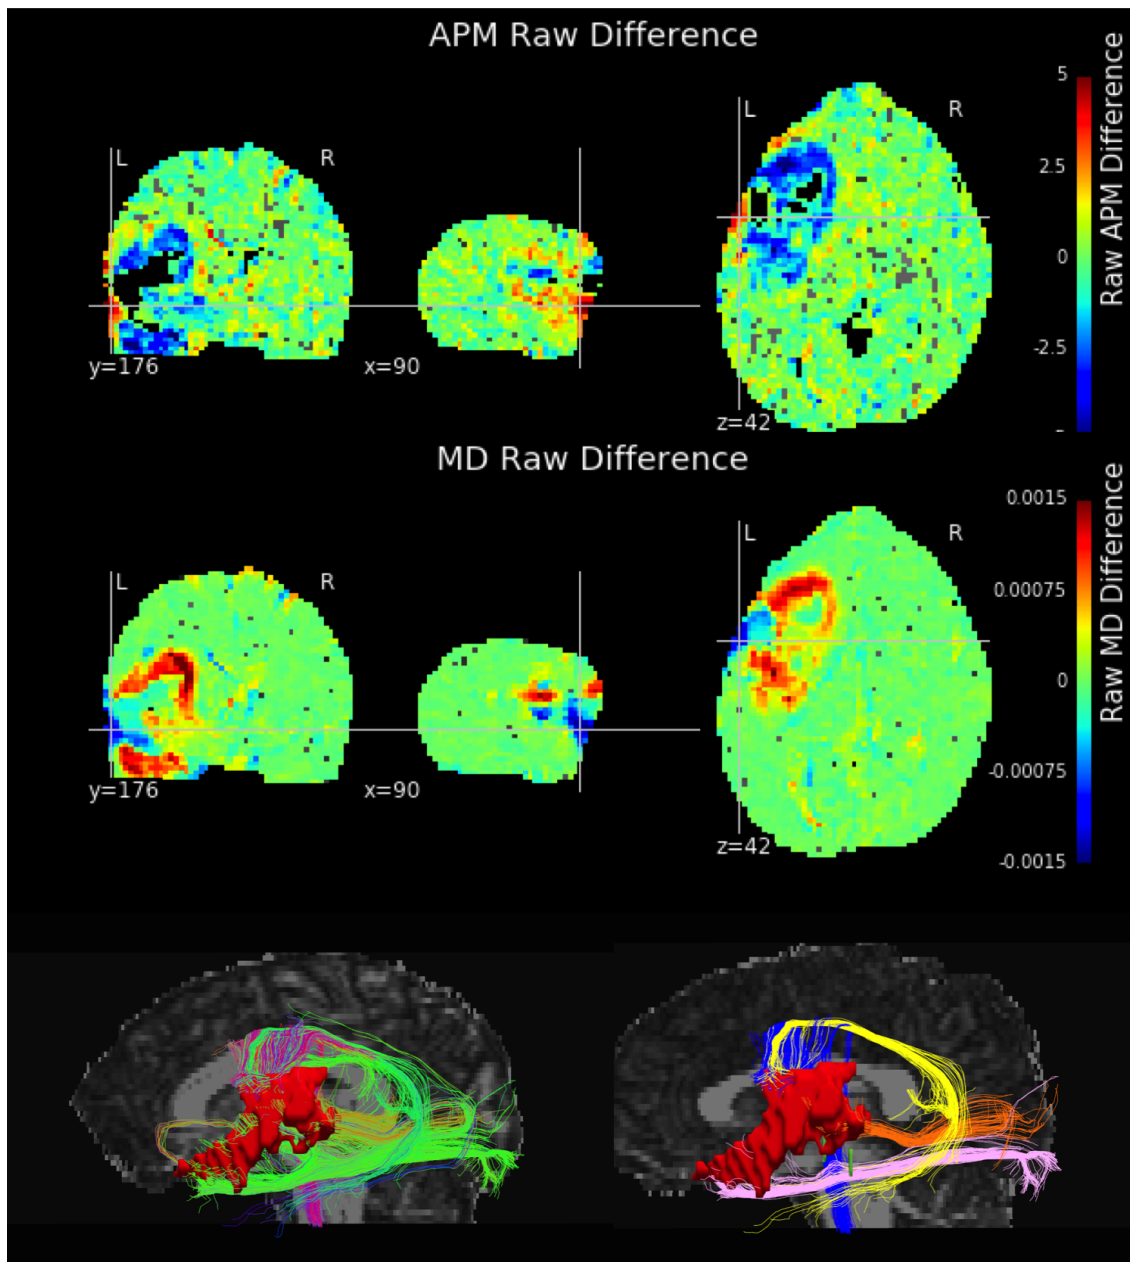 APM Raw Difference
L
R
L
R
y=176
x=90
z=42
5
2.5
0
-2.5
Raw APM Difference
MD Raw Difference
L
R
L
R
y=176
x=90
z=42
0.0015
0.00075
0
-0.00075
-0.0015
Raw MD Difference